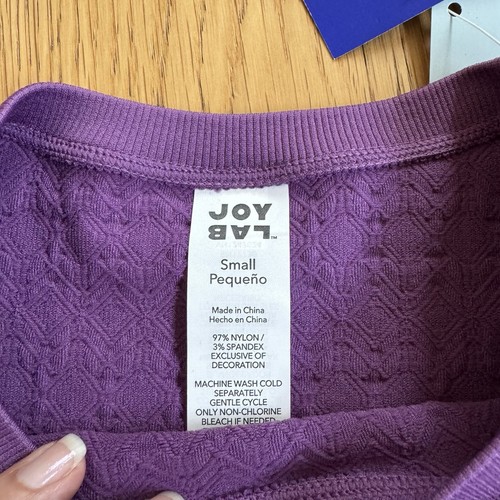 JOY
LAB™
Small
Pequeño
Made in China
Hecho en China
97% NYLON /
3% SPANDEX
EXCLUSIVE OF
DECORATION
MACHINE WASH COLD
SEPARATELY
GENTLE CYCLE
ONLY NON-CHLORINE
BLEACH IF NEEDED